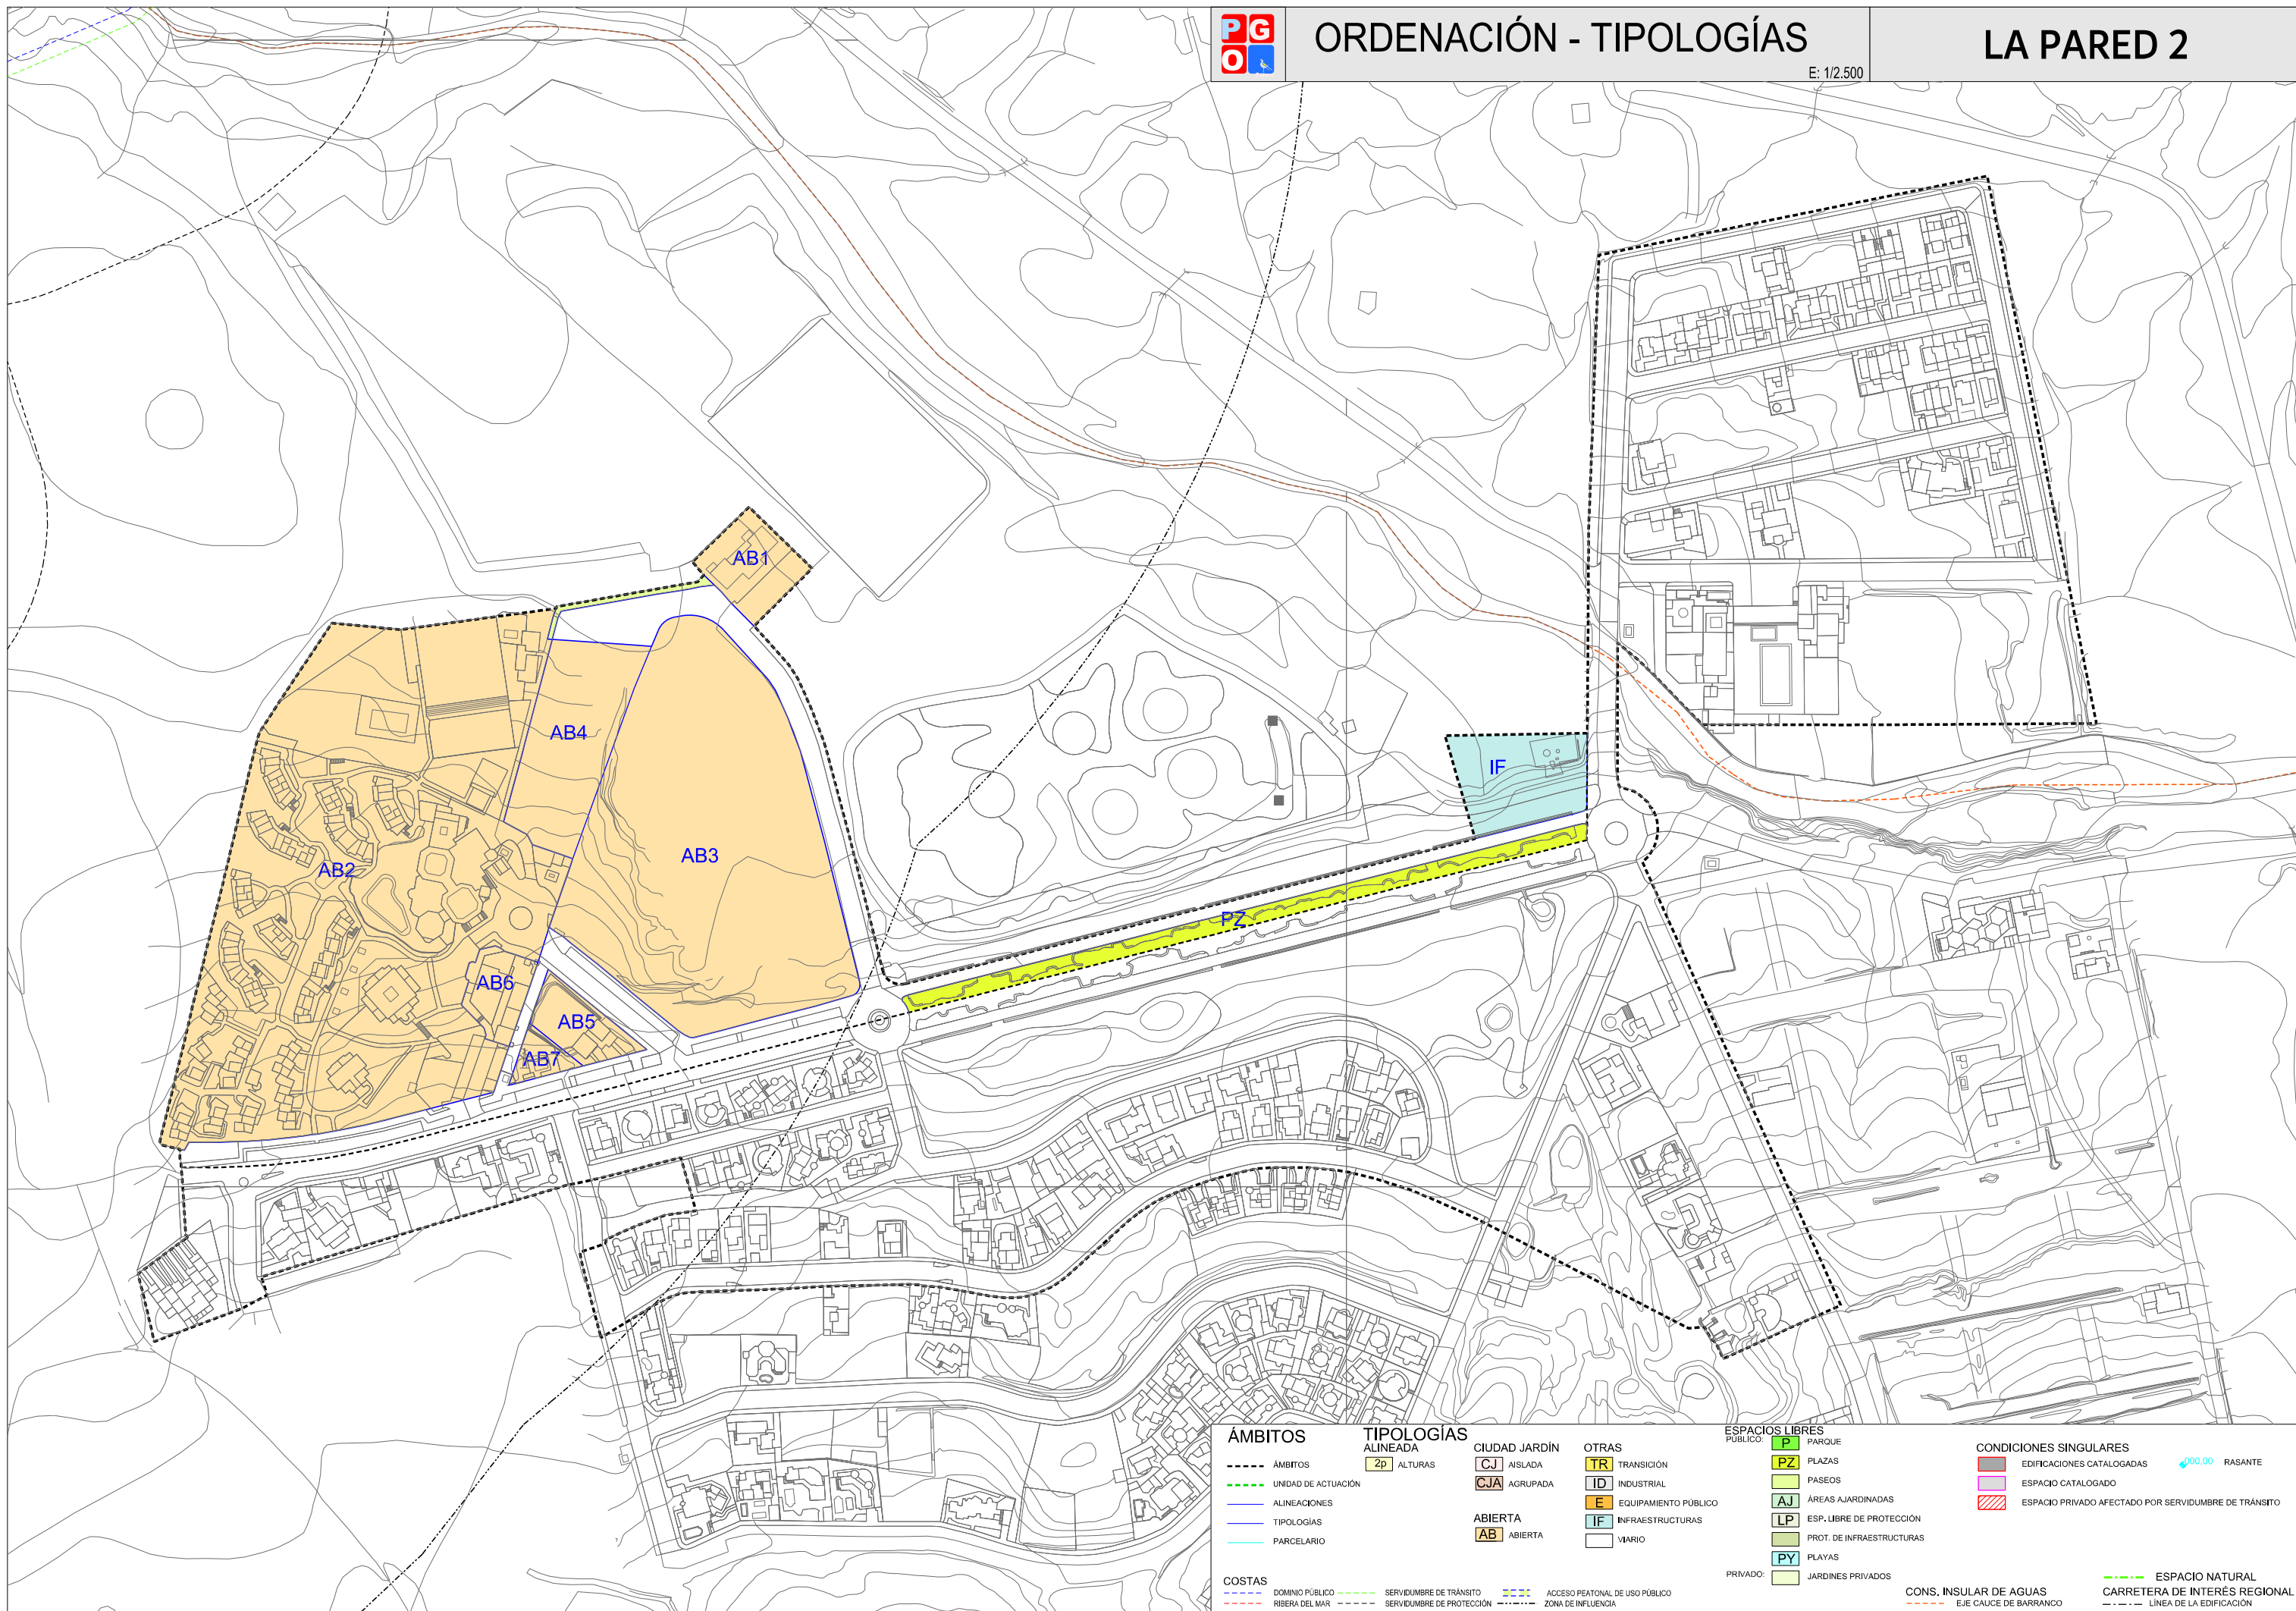 PG
O
ORDENACIÓN - TIPOLOGÍAS
E: 1/2.500
LA PARED 2
AB1
AB4
AB3
AB2
AB6
AB5
AB7
IF
PZ
ÁMBITOS
ÁMBITOS
UNIDAD DE ACTUACIÓN
ALINEACIONES
TIPOLOGÍAS
PARCELARIO
TIPOLOGÍAS
ALINEADA
2p ALTURAS
CIUDAD JARDÍN
CJ AISLADA
CJA AGRUPADA
ABIERTA
AB ABIERTA
OTRAS
TR TRANSICIÓN
ID INDUSTRIAL
E EQUIPAMIENTO PÚBLICO
IF INFRAESTRUCTURAS
VIARIO
ESPACIOS LIBRES
PÚBLICO:
P PARQUE
PZ PLAZAS
PASEOS
AJ ÁREAS AJARDINADAS
LP ESP. LIBRE DE PROTECCIÓN
PROT. DE INFRAESTRUCTURAS
PY PLAYAS
PRIVADO: JARDINES PRIVADOS
CONDICIONES SINGULARES
EDIFICACIONES CATALOGADAS
000.00 RASANTE
ESPACIO CATALOGADO
ESPACIO PRIVADO AFECTADO POR SERVIDUMBRE DE TRÁNSITO
COSTAS
DOMINIO PÚBLICO
SERVIDUMBRE DE TRÁNSITO
ACCESO PEATONAL DE USO PÚBLICO
RIBERA DEL MAR
SERVIDUMBRE DE PROTECCIÓN
ZONA DE INFLUENCIA
CONS. INSULAR DE AGUAS
EJE CAUCE DE BARRANCO
ESPACIO NATURAL
CARRETERA DE INTERÉS REGIONAL
LÍNEA DE LA EDIFICACIÓN